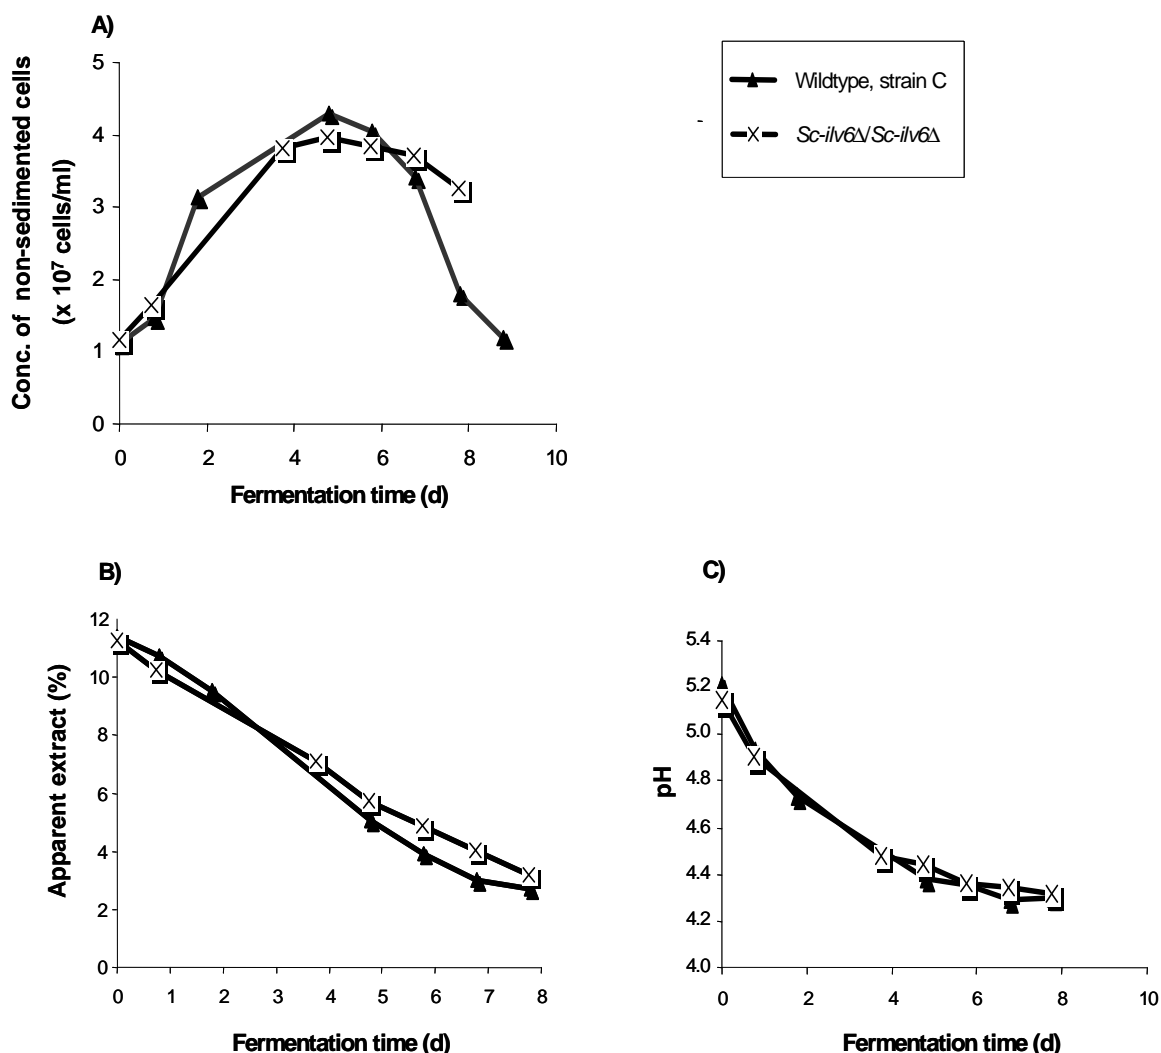 A)
Conc. of non-sedimented cells
(x 10⁷ cells/ml)
5
4
3
2
1
0
0 2 4 6 8 10
Fermentation time (d)
Wildtype, strain C
-
Sc-ilv6Δ/Sc-ilv6Δ
B)
Apparent extract (%)
12
10
8
6
4
2
0
0 1 2 3 4 5 6 7 8
Fermentation time (d)
C)
pH
5.4
5.2
5.0
4.8
4.6
4.4
4.2
4.0
0 2 4 6 8 10
Fermentation time (d)